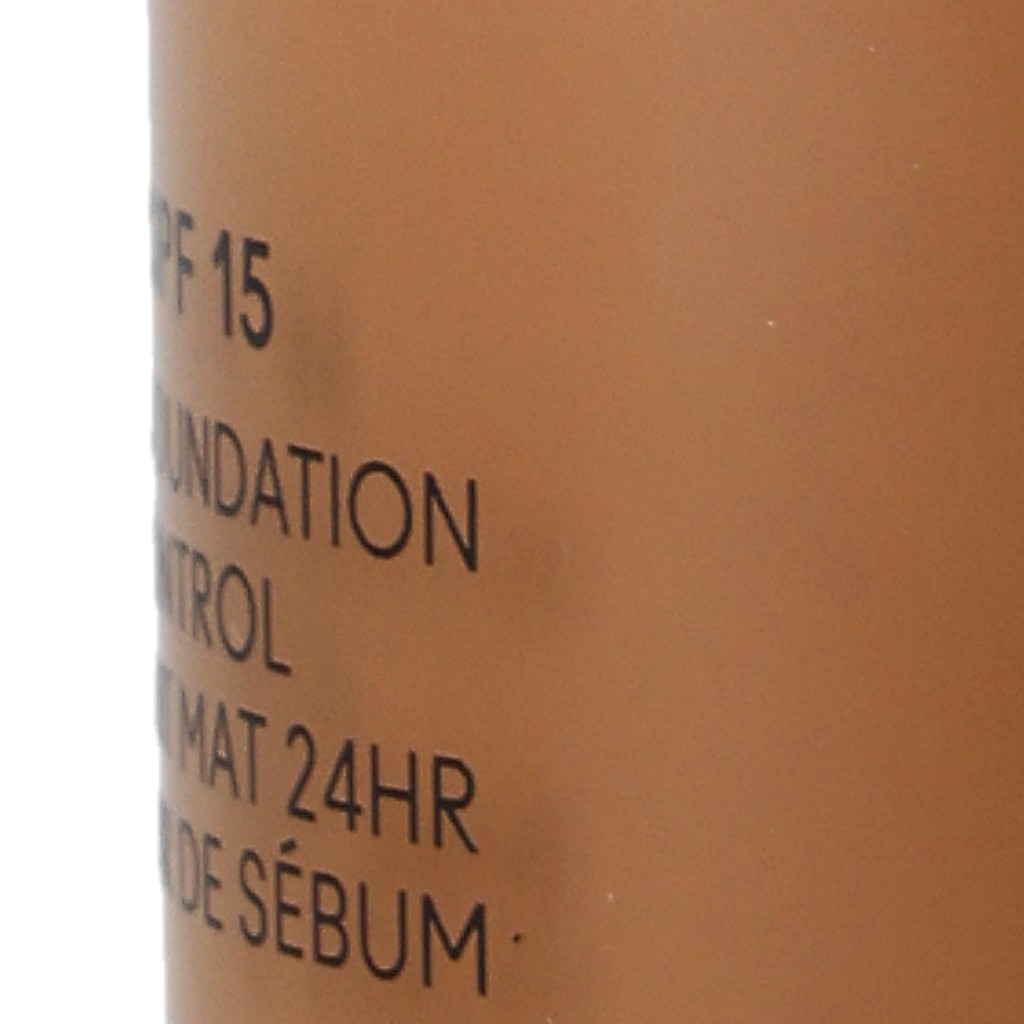 PF 15
UNDATION
NTROL
T MAT 24HR
DE SÉBUM